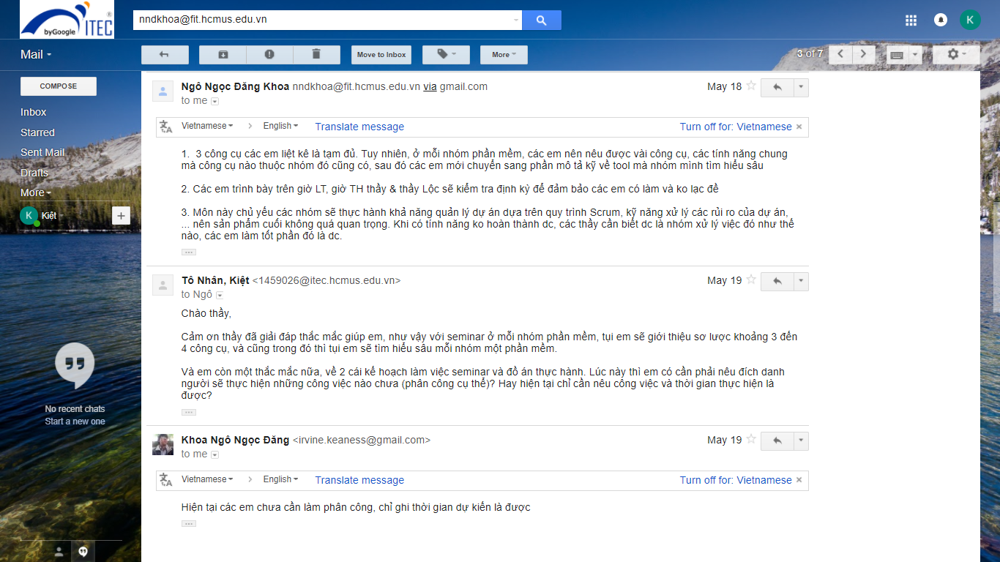 byGoogle ITEC ®
nndkhoa@fit.hcmus.edu.vn
K
Mail
Move to Inbox
More
3 of 7
COMPOSE
Inbox
Starred
Sent Mail
Drafts
More
K Kiệt
No recent chats
Start a new one
Ngô Ngọc Đăng Khoa nndkhoa@fit.hcmus.edu.vn via gmail.com May 18
to me
Vietnamese > English Translate message Turn off for: Vietnamese ×
1. 3 công cụ các em liệt kê là tạm đủ. Tuy nhiên, ở mỗi nhóm phần mềm, các em nên nêu được vài công cụ, các tính năng chung
mà công cụ nào thuộc nhóm đó cũng có, sau đó các em mới chuyển sang phần mô tả kỹ về tool mà nhóm mình tìm hiểu sâu
2. Các em trình bày trên giờ LT, giờ TH thầy & thầy Lộc sẽ kiểm tra định kỳ để đảm bảo các em có làm và ko lạc đề
3. Môn này chủ yếu các nhóm sẽ thực hành khả năng quản lý dự án dựa trên quy trình Scrum, kỹ năng xử lý các rủi ro của dự án,
... nên sản phẩm cuối không quá quan trọng. Khi có tính năng ko hoàn thành dc, các thầy cần biết dc là nhóm xử lý việc đó như thế
nào, các em làm tốt phần đó là dc.
Tô Nhân, Kiệt <1459026@itec.hcmus.edu.vn> May 19
to Ngô
Chào thầy,
Cảm ơn thầy đã giải đáp thắc mắc giúp em, như vậy với seminar ở mỗi nhóm phần mềm, tụi em sẽ giới thiệu sơ lược khoảng 3 đến
4 công cụ, và cũng trong đó thì tụi em sẽ tìm hiểu sâu mỗi nhóm một phần mềm.
Và em còn một thắc mắc nữa, về 2 cái kế hoạch làm việc seminar và đồ án thực hành. Lúc này thì em có cần phải nêu đích danh
người sẽ thực hiện những công việc nào chưa (phân công cụ thể)? Hay hiện tại chỉ cần nêu công việc và thời gian thực hiện là
được?
Khoa Ngô Ngọc Đăng <irvine.keaness@gmail.com> May 19
to me
Vietnamese > English Translate message Turn off for: Vietnamese ×
Hiện tại các em chưa cần làm phân công, chỉ ghi thời gian dự kiến là được